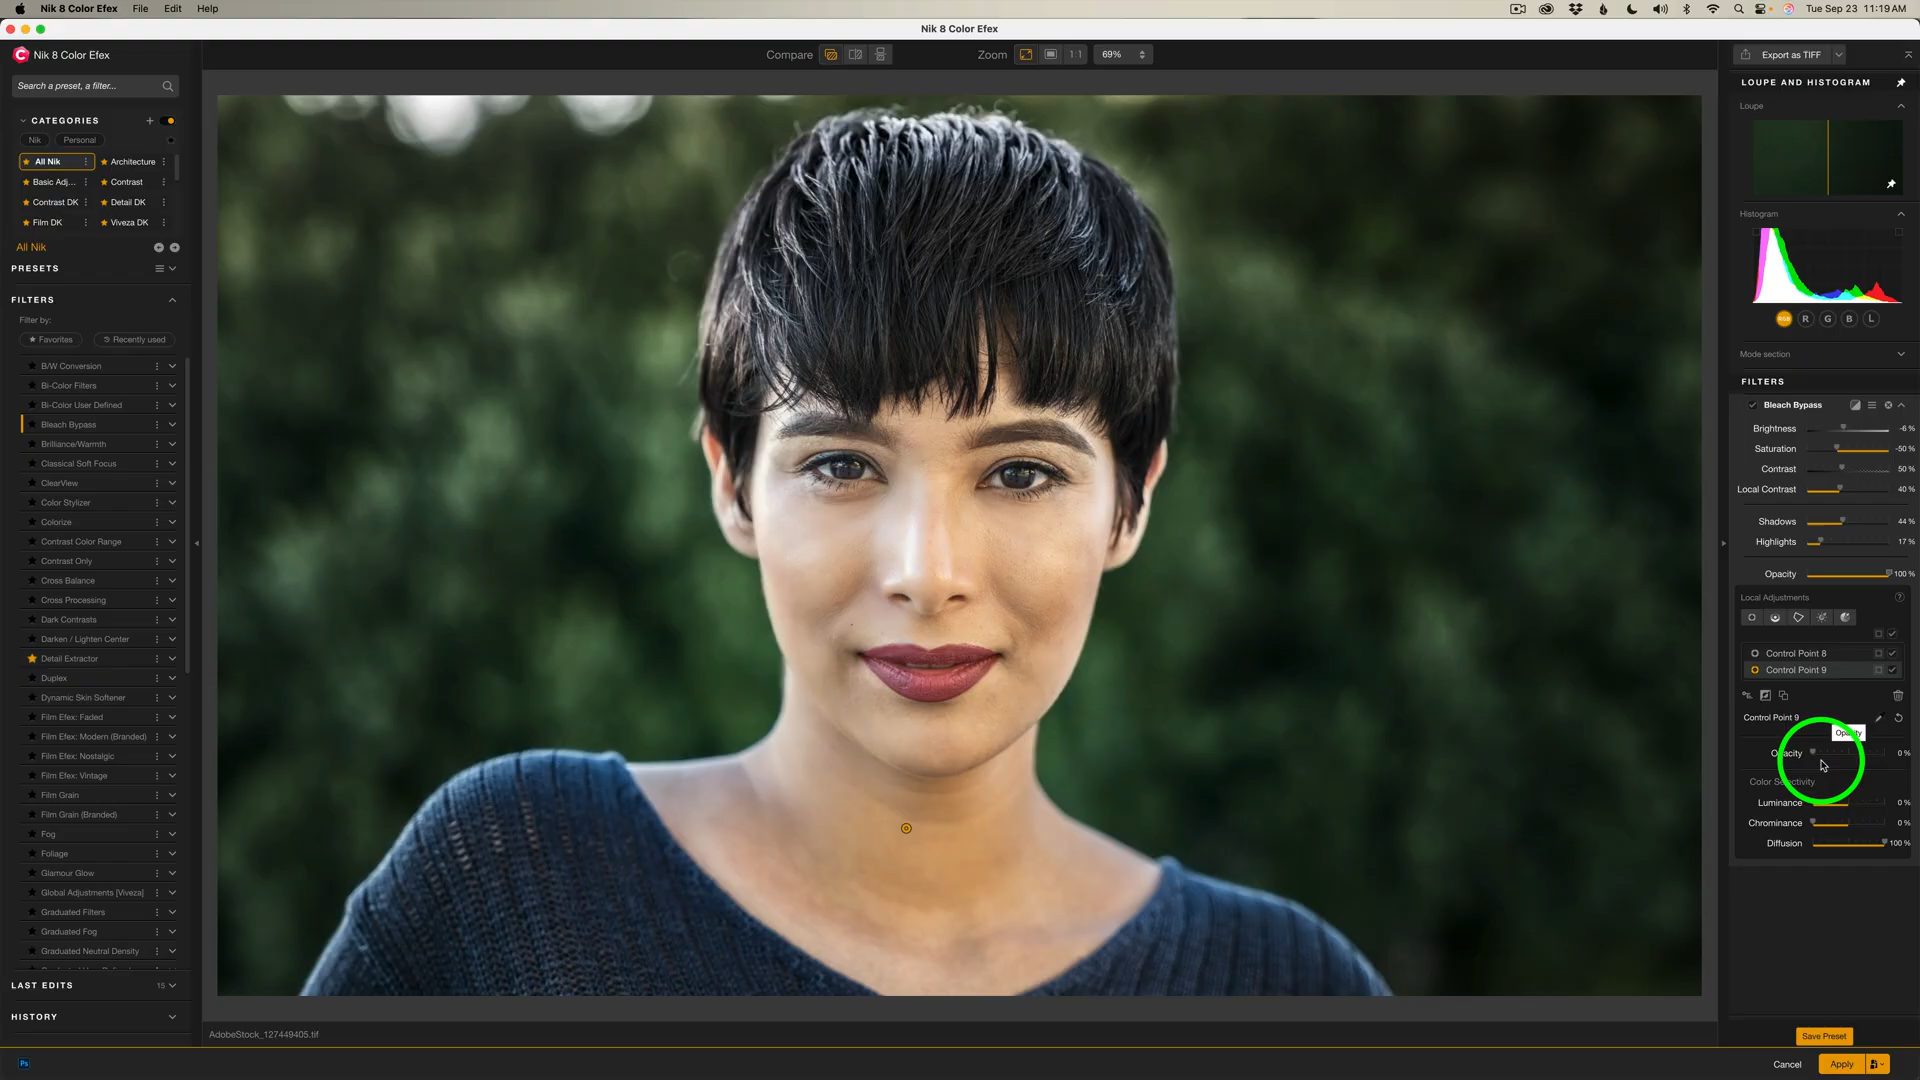 Nik 8 Color Efex File Edit Help
Tue Sep 23 11:19 AM
Nik 8 Color Efex
Nik 8 Color Efex
Compare
Zoom
1:1
69%
Export as TIFF
Search a preset, a filter...
CATEGORIES
Nik Personal
All Nik Architecture
Basic Adj... Contrast
Contrast DK Detail DK
Film DK Viveza DK
All Nik
PRESETS
FILTERS
Filter by:
Favorites Recently used
B/W Conversion
Bi-Color Filters
Bi-Color User Defined
Bleach Bypass
Brilliance/Warmth
Classical Soft Focus
ClearView
Color Stylizer
Colorize
Contrast Color Range
Contrast Only
Cross Balance
Cross Processing
Dark Contrasts
Darken / Lighten Center
Detail Extractor
Duplex
Dynamic Skin Softener
Film Efex: Faded
Film Efex: Modern (Branded)
Film Efex: Nostalgic
Film Efex: Vintage
Film Grain
Film Grain (Branded)
Fog
Foliage
Glamour Glow
Global Adjustments [Viveza]
Graduated Filters
Graduated Fog
Graduated Neutral Density
LAST EDITS 15
HISTORY
AdobeStock_127449405.tif
Ps
LOUPE AND HISTOGRAM
Loupe
Histogram
RGB R G B L
Mode section
FILTERS
Bleach Bypass
Brightness -6 %
Saturation -50 %
Contrast 50 %
Local Contrast 40 %
Shadows 44 %
Highlights 17 %
Opacity 100 %
Local Adjustments ?
Control Point 8
Control Point 9
Control Point 9
Opacity
Opacity 0 %
Color Selectivity
Luminance 0 %
Chrominance 0 %
Diffusion 100 %
Save Preset
Cancel Apply